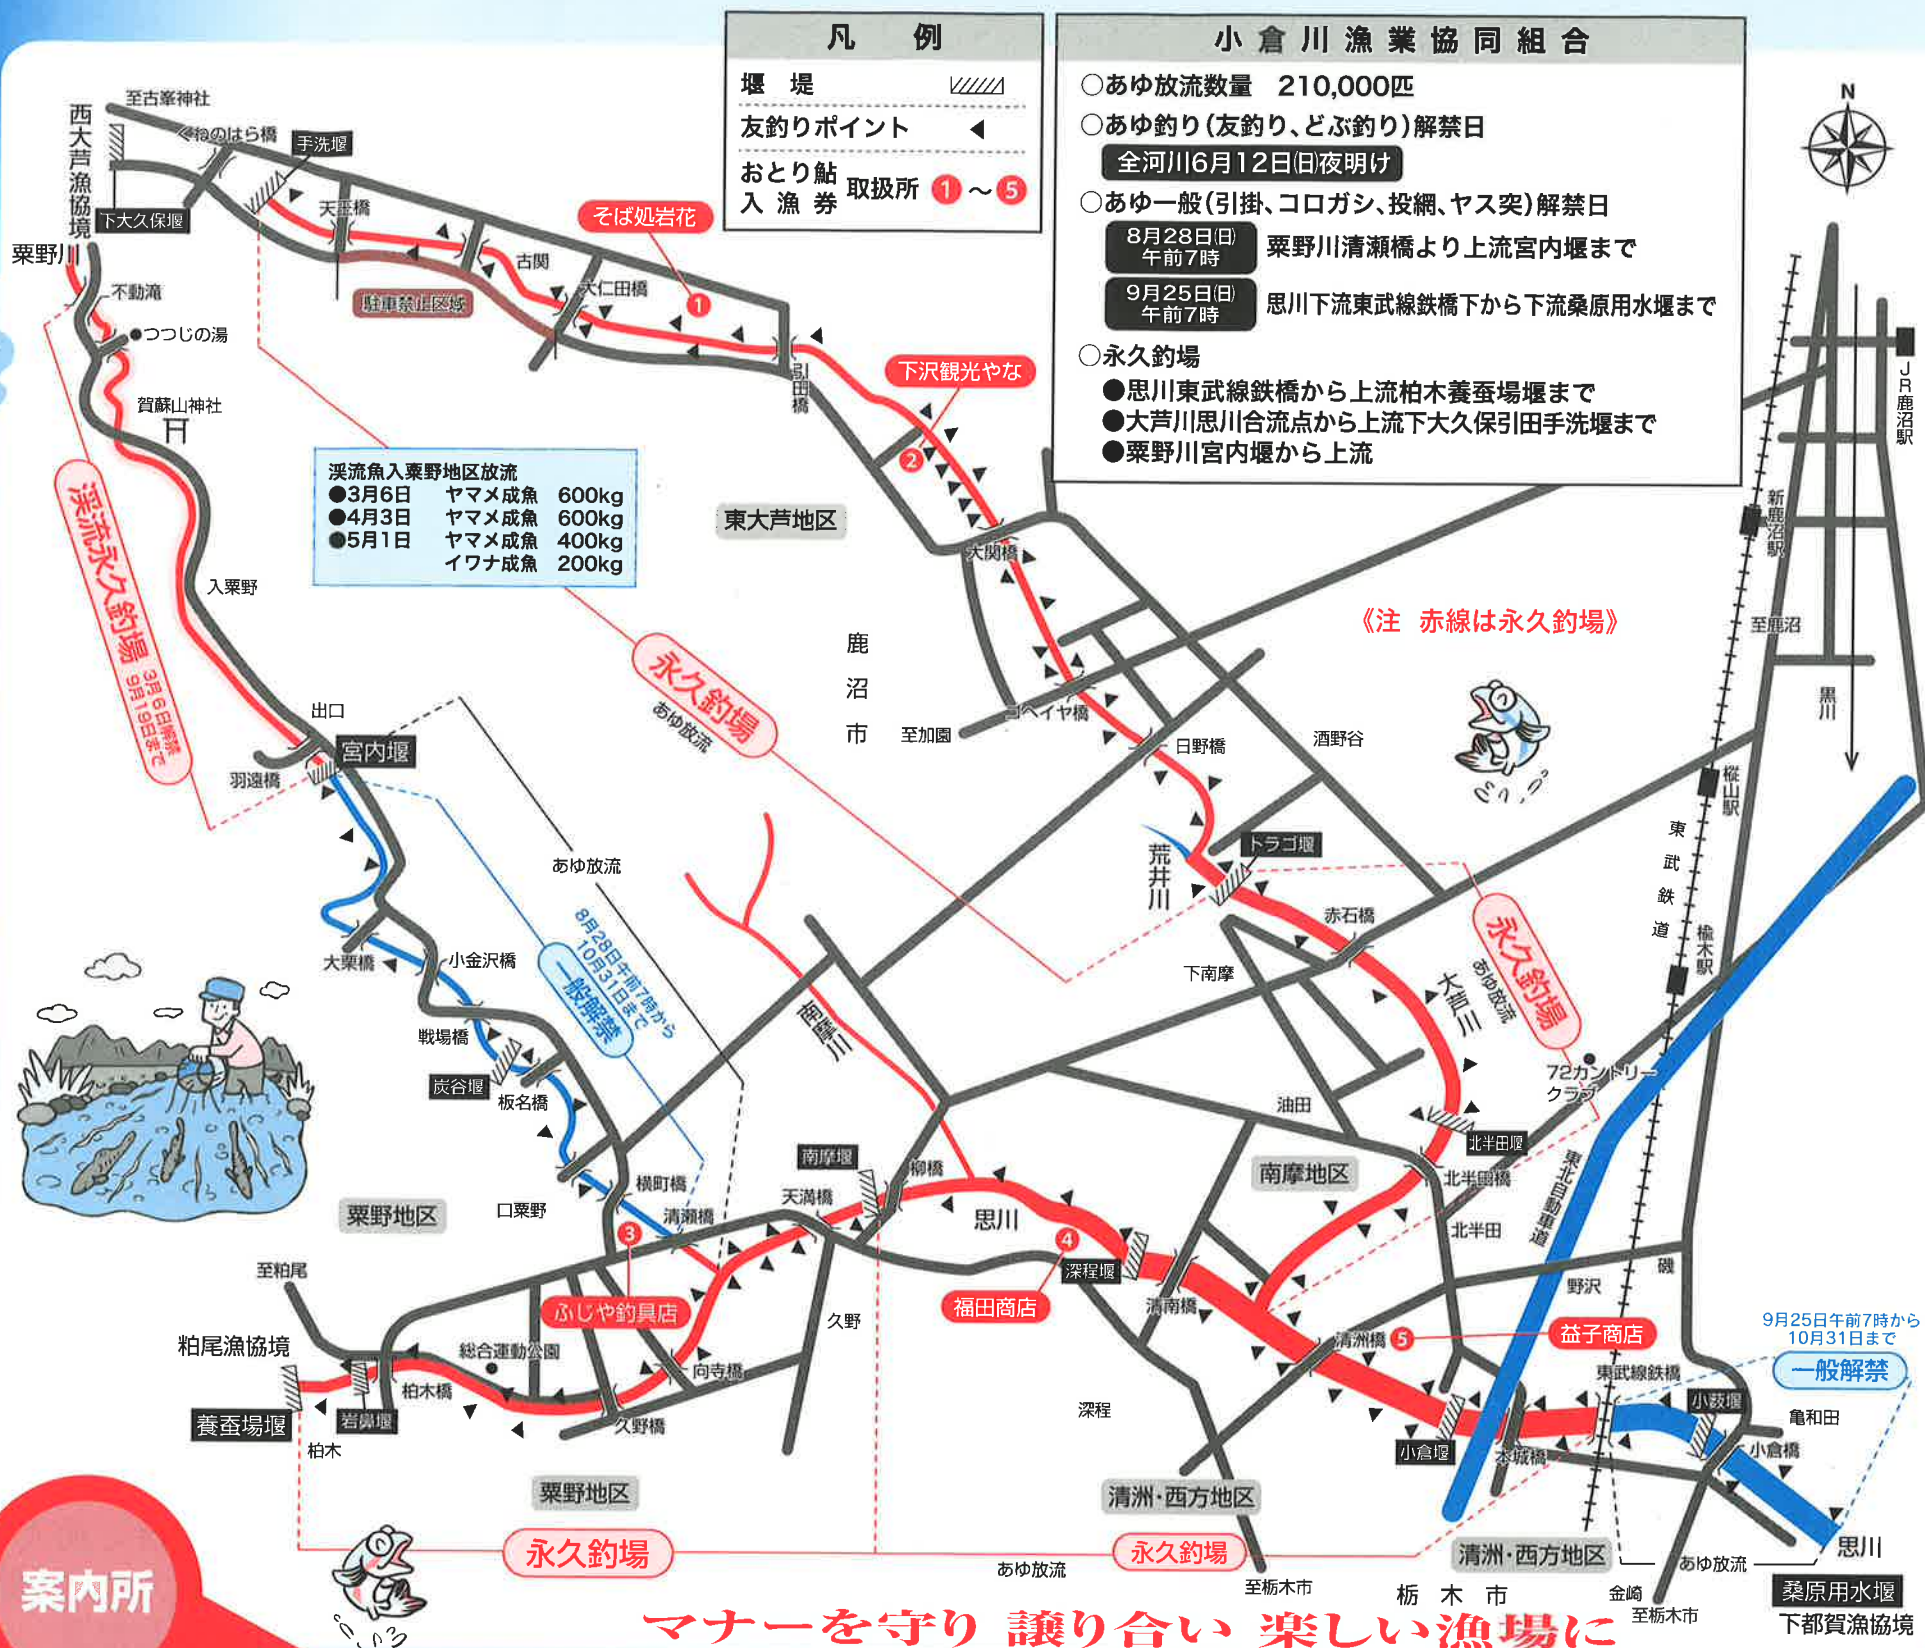 凡例
堰堤
友釣りポイント
おとり鮎
入漁券 取扱所 1〜5
小倉川漁業協同組合
○あゆ放流数量 210,000匹
○あゆ釣り(友釣り、どぶ釣り)解禁日
全河川6月12日㈰夜明け
○あゆ一般(引掛、コロガシ、投網、ヤス突)解禁日
8月28日㈰
午前7時
粟野川清瀬橋より上流宮内堰まで
9月25日㈰
午前7時
思川下流東武線鉄橋下から下流桑原用水堰まで
○永久釣場
●思川東武線鉄橋から上流柏木養蚕場堰まで
●大芦川思川合流点から上流下大久保引田手洗堰まで
●粟野川宮内堰から上流
N
西大芦漁協境
至古峯神社
くねのはら橋
手洗堰
下大久保堰
天王橋
古関
駐車禁止区域
大仁田橋
そば処岩花
1
引田橋
下沢観光やな
2
粟野川
不動滝
●つつじの湯
賀蘇山神社
渓流永久釣場
3月6日解禁
9月19日まで
入粟野
渓流魚入粟野地区放流
●3月6日 ヤマメ成魚 600kg
●4月3日 ヤマメ成魚 600kg
●5月1日 ヤマメ成魚 400kg
イワナ成魚 200kg
東大芦地区
大関橋
鹿沼市
永久釣場
あゆ放流
至加園
ゴヘイヤ橋
日野橋
酒野谷
《注 赤線は永久釣場》
JR鹿沼駅
新鹿沼駅
至鹿沼
黒川
樅山駅
東武鉄道
楡木駅
出口
宮内堰
羽遠橋
あゆ放流
8月28日午前7時から
10月31日まで
一般解禁
大栗橋
小金沢橋
戦場橋
炭谷堰
板名橋
横町橋
清瀬橋
口粟野
粟野地区
荒井川
トラゴ堰
赤石橋
下南摩
大芦川
永久釣場
あゆ放流
72カントリー
クラブ
南摩川
油田
北半田堰
北半田橋
北半田
南摩地区
東北自動車道
野沢
磯
南摩堰
柳橋
天満橋
思川
4
深程堰
福田商店
清南橋
清洲橋
5
益子商店
3
ふじや釣具店
至粕尾
粕尾漁協境
養蚕場堰
岩鼻堰
柏木
柏木橋
総合運動公園
久野橋
向寺橋
久野
深程
粟野地区
永久釣場
清洲・西方地区
永久釣場
あゆ放流
至栃木市
小倉堰
本城橋
東武線鉄橋
9月25日午前7時から
10月31日まで
一般解禁
小薮堰
亀和田
小倉橋
清洲・西方地区
栃木市
金崎
至栃木市
あゆ放流
思川
桑原用水堰
下都賀漁協境
案内所
マナーを守り 譲り合い 楽しい漁場に